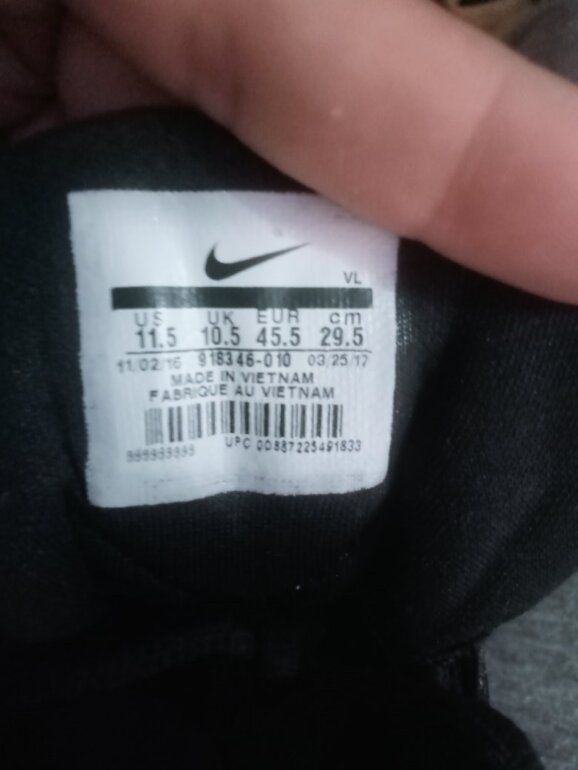 VL
US UK EUR cm
11.5 10.5 45.5 29.5
11/02/16 918346-010 03/25/17
MADE IN VIETNAM
FABRIQUE AU VIETNAM
UPC 00887225491833